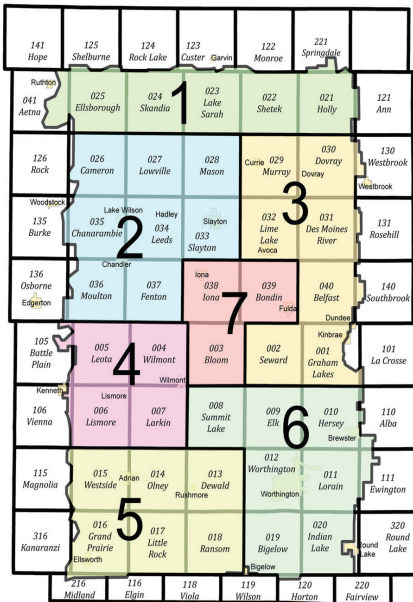 141
Hope
125
Shelburne
124
Rock Lake
123
Custer
Garvin
122
Monroe
221
Springdale
Ruthton
041
Aetna
025
Ellsborough
024
Skandia
1
023
Lake
Sarah
022
Shetek
021
Holly
121
Ann
126
Rock
026
Cameron
027
Lowville
028
Mason
Currie
029
Murray
030
Dovray
Dovray
130
Westbrook
Westbrook
Woodstock
135
Burke
Lake Wilson
035
Chanarambie
2
Hadley
034
Leeds
Slayton
033
Slayton
3
032
Lime
Lake
Avoca
031
Des Moines
River
131
Rosehill
136
Osborne
Edgerton
Chandler
036
Moulton
037
Fenton
Iona
038
Iona
7
039
Bondin
Fulda
040
Belfast
Dundee
140
Southbrook
105
Battle
Plain
005
Leota
4
004
Wilmont
Wilmont
003
Bloom
002
Seward
Kinbrae
001
Graham
Lakes
101
La Crosse
Kenneth
106
Vienna
Lismore
006
Lismore
007
Larkin
008
Summit
Lake
009
Elk
6
010
Hersey
Brewster
110
Alba
115
Magnolia
015
Westside
Adrian
014
Olney
013
Dewald
Rushmore
012
Worthington
Worthington
011
Lorain
111
Ewington
316
Kanaranzi
016
Grand
Prairie
Ellsworth
5
017
Little
Rock
018
Ransom
019
Bigelow
Bigelow
020
Indian
Lake
Round
Lake
320
Round
Lake
216
Midland
116
Elgin
118
Viola
119
Wilson
120
Horton
220
Fairview